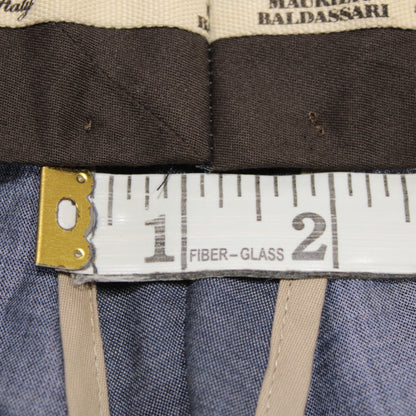 Italy
MAURIZIO
BALDASSARI
1 FIBER-GLASS 2